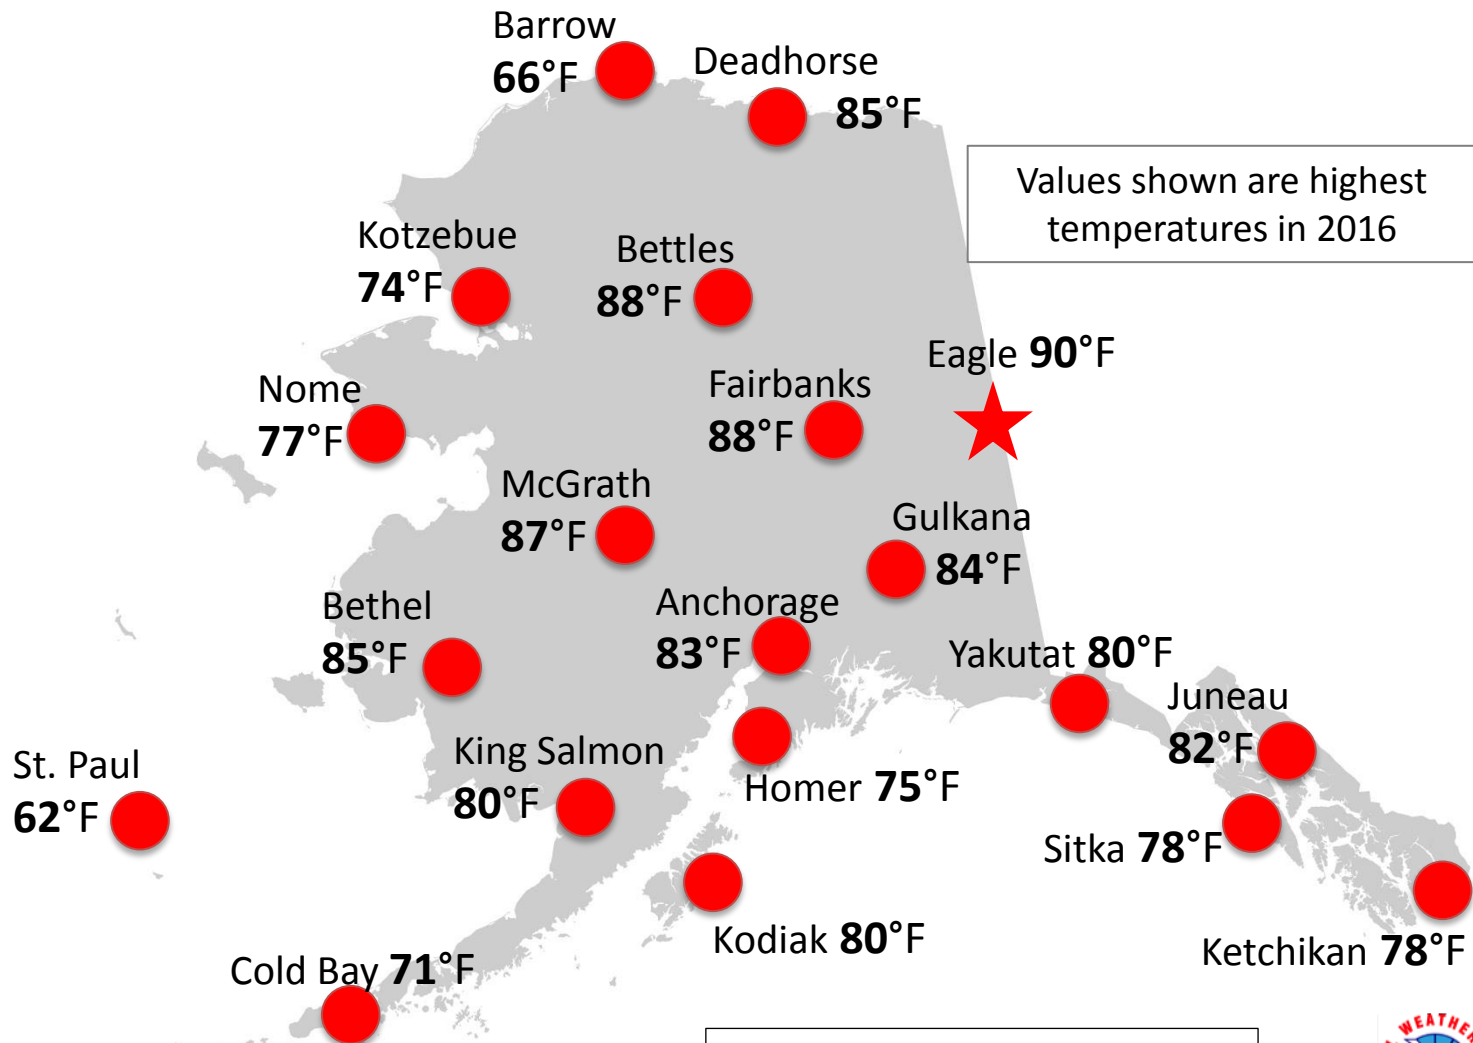 Barrow
66°F
Deadhorse
85°F
Values shown are highest
temperatures in 2016
Kotzebue
74°F
Bettles
88°F
Eagle 90°F
Nome
77°F
Fairbanks
88°F
McGrath
87°F
Gulkana
84°F
Bethel
85°F
Anchorage
83°F
Yakutat 80°F
Juneau
82°F
St. Paul
62°F
King Salmon
80°F
Homer 75°F
Sitka 78°F
Kodiak 80°F
Ketchikan 78°F
Cold Bay 71°F
WEATHER